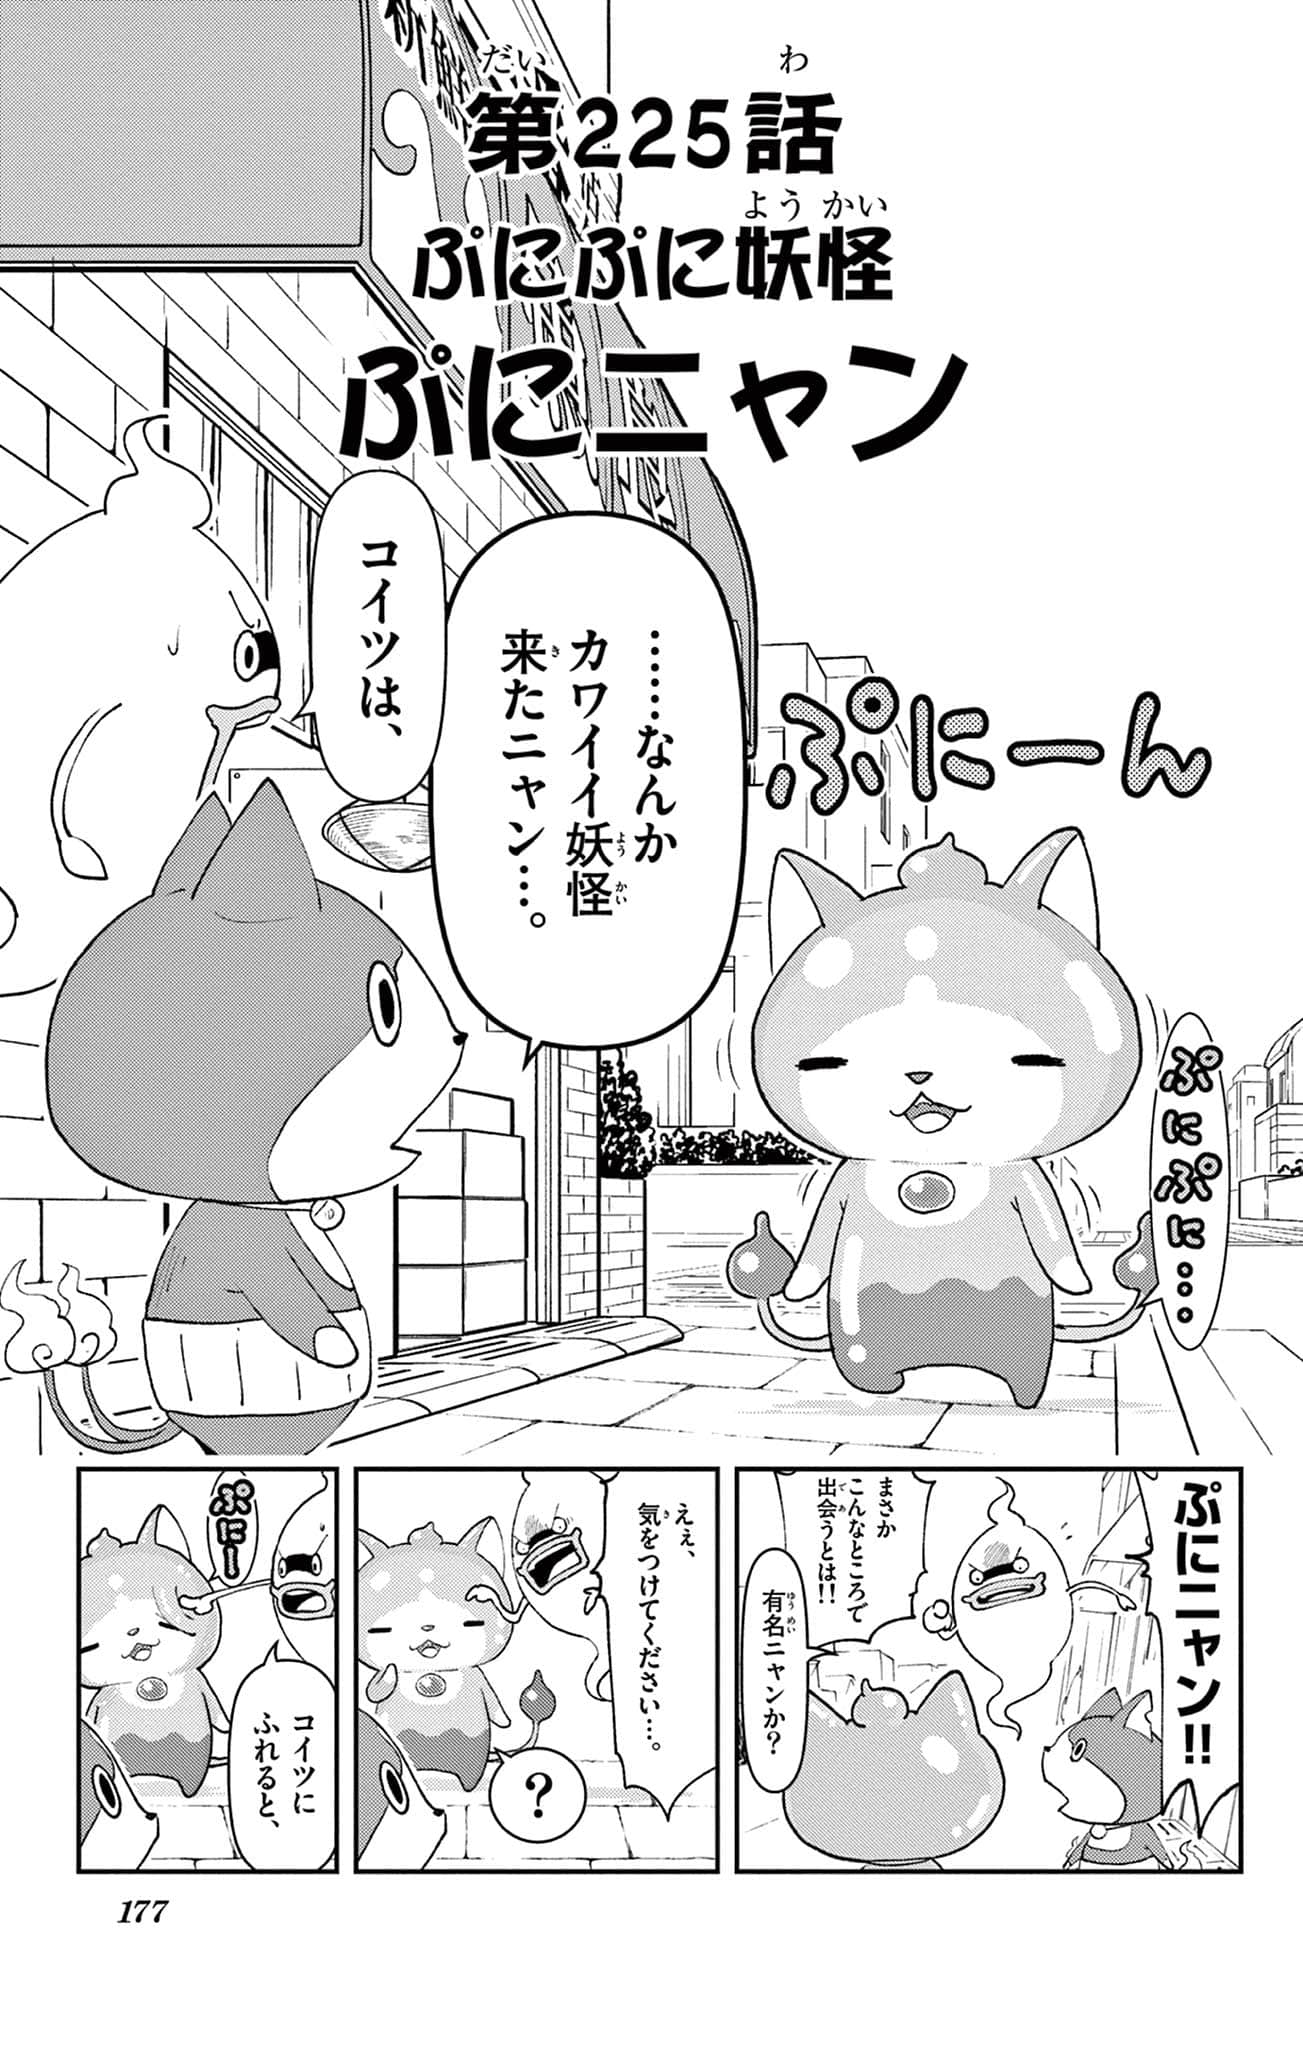 第225話
ぷにぷに妖怪
ぷにニャン
ぷにーん
……なんか
カワイイ妖怪
来たニャン…。
コイツは、
ぷにぷに…
ぷにニャン!!
まさか
こんなところで
出会うとは!!
有名ニャンか?
ええ、
気をつけてください…。
?
ぷにー
コイツに
ふれると、
177